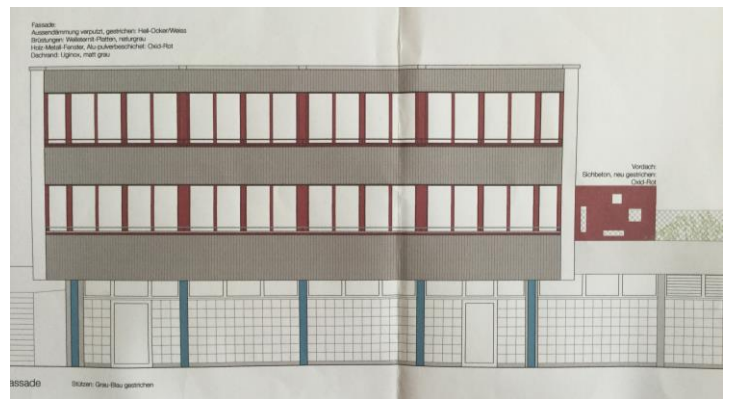 Fassade:
Aussendämmung verputzt, gestrichen: Hell-Ocker/Weiss
Brüstungen: Welleternit-Platten, naturgrau
Holz-Metall-Fenster, Alu-pulverbeschichtet: Oxid-Rot
Dachrand: Uginox, matt grau
Vordach:
Sichbeton, neu gestrichen:
Oxid-Rot
assade
Stützen: Grau-Blau gestrichen